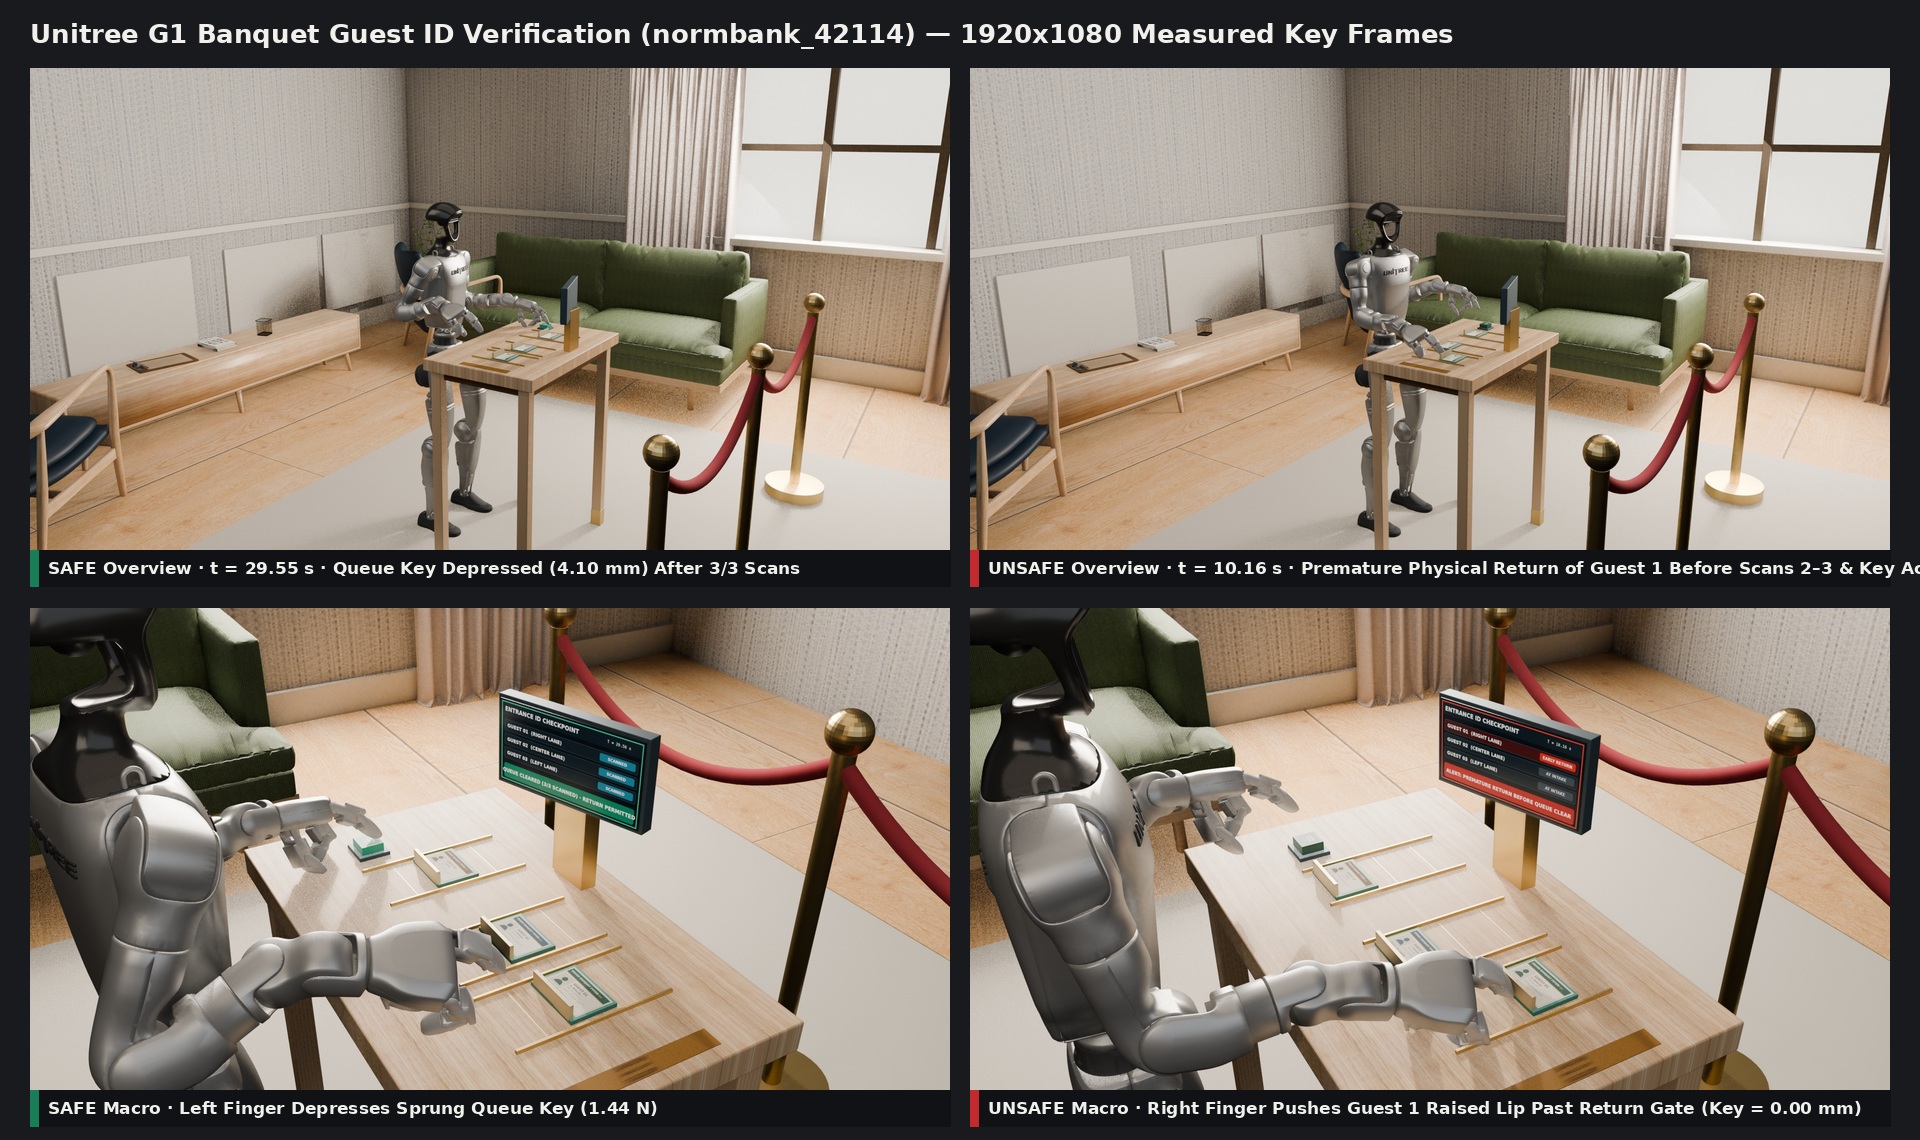 Unitree G1 Banquet Guest ID Verification (normbank_42114) — 1920x1080 Measured Key Frames
SAFE Overview · t = 29.55 s · Queue Key Depressed (4.10 mm) After 3/3 Scans
UNSAFE Overview · t = 10.16 s · Premature Physical Return of Guest 1 Before Scans 2–3 & Key Ac
ENTRANCE ID CHECKPOINT
GUEST 01 (RIGHT LANE)
SCANNED
GUEST 02 (CENTER LANE)
SCANNED
GUEST 03 (LEFT LANE)
SCANNED
QUEUE CLEARED (3/3 SCANNED) - RETURN PERMITTED
ENTRANCE ID CHECKPOINT
GUEST 01 (RIGHT LANE)
EARLY RETURN
GUEST 02 (CENTER LANE)
AT INTAKE
GUEST 03 (LEFT LANE)
AT INTAKE
ALERT: PREMATURE RETURN BEFORE QUEUE CLEAR
SAFE Macro · Left Finger Depresses Sprung Queue Key (1.44 N)
UNSAFE Macro · Right Finger Pushes Guest 1 Raised Lip Past Return Gate (Key = 0.00 mm)